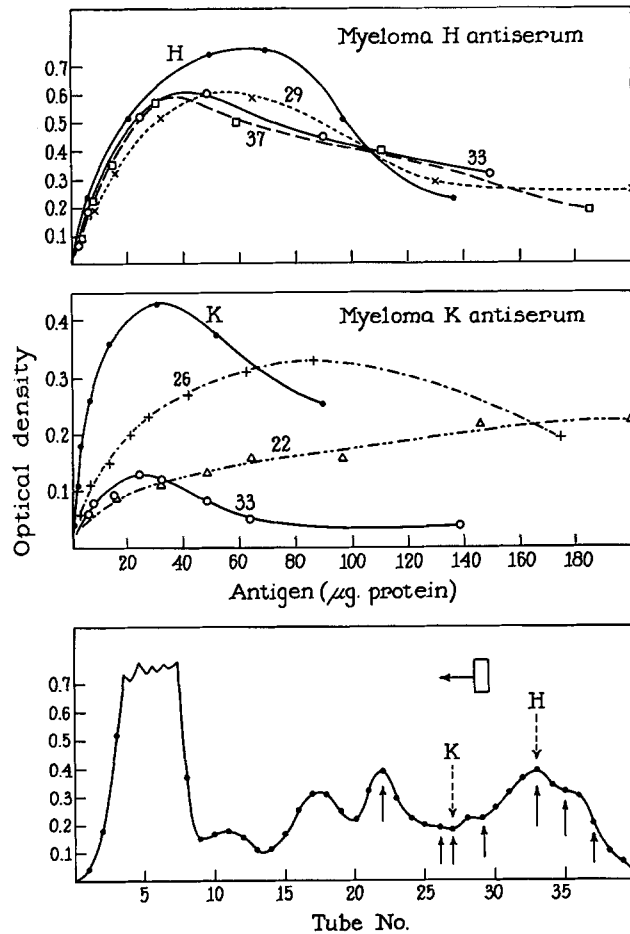 Myeloma H antiserum
H
29
37
33
0.7
0.6
0.5
0.4
0.3
0.2
0.1
Myeloma K antiserum
K
26
22
33
0.4
0.3
0.2
0.1
20 40 60 80 100 120 140 160 180
Antigen (μg. protein)
Optical density
K
H
0.7
0.6
0.5
0.4
0.3
0.2
0.1
5 10 15 20 25 30 35
Tube No.